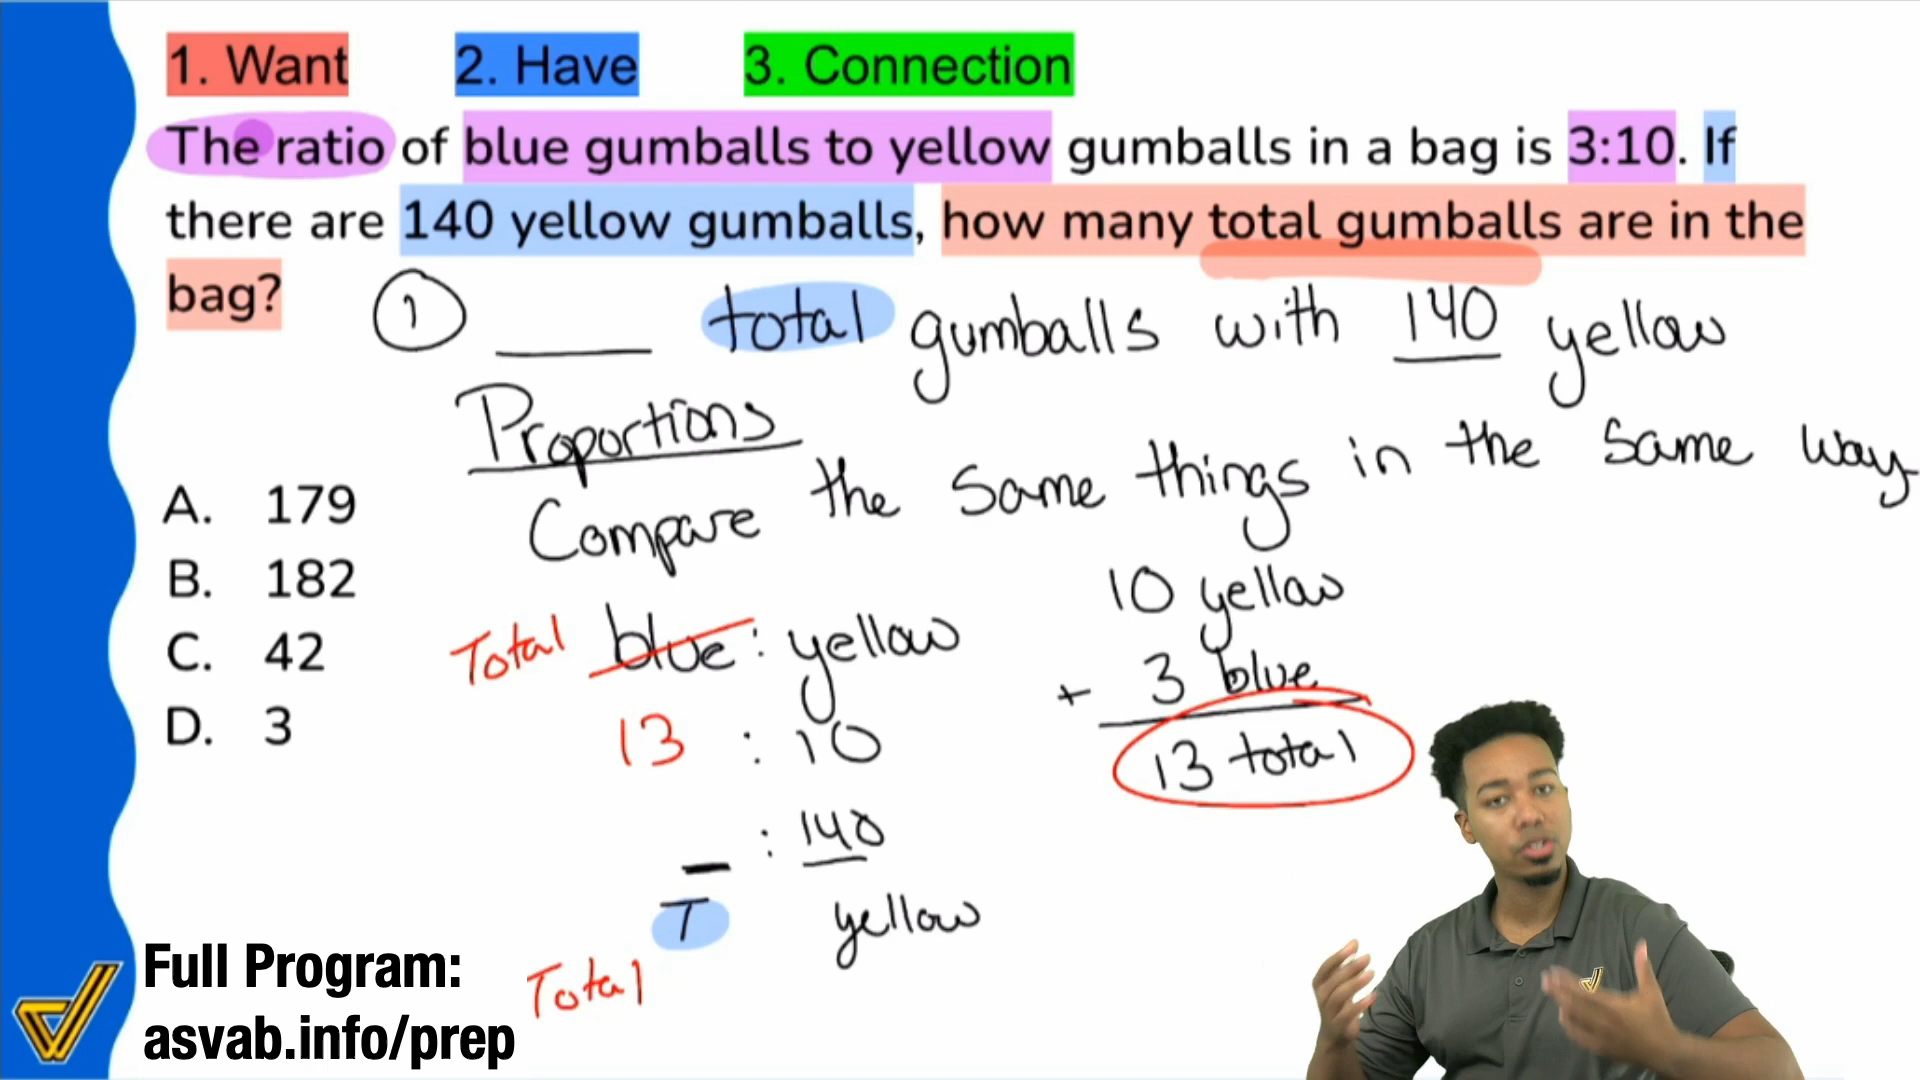 1. Want 2. Have 3. Connection
The ratio of blue gumballs to yellow gumballs in a bag is 3:10. If
there are 140 yellow gumballs, how many total gumballs are in the
bag?
1 ____ total gumballs with 140 yellow
Proportions
Compare the same things in the same way
A. 179
B. 182
C. 42
D. 3
Total blue : yellow
13 : 10
_ : 140
T yellow
Total
10 yellow
+ 3 blue
13 total
Full Program:
asvab.info/prep